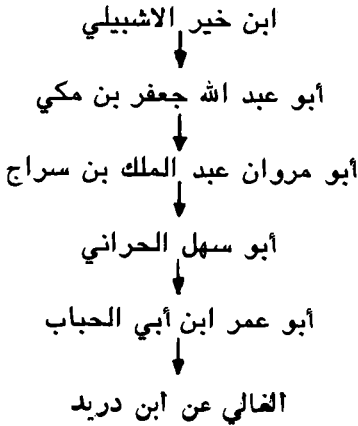 ابن خير الاشبيلي
أبو عبد الله جعفر بن مكي
أبو مروان عبد الملك بن سراج
أبو سهل الحراني
أبو عمر ابن أبي الحباب
الغالي عن ابن دريد